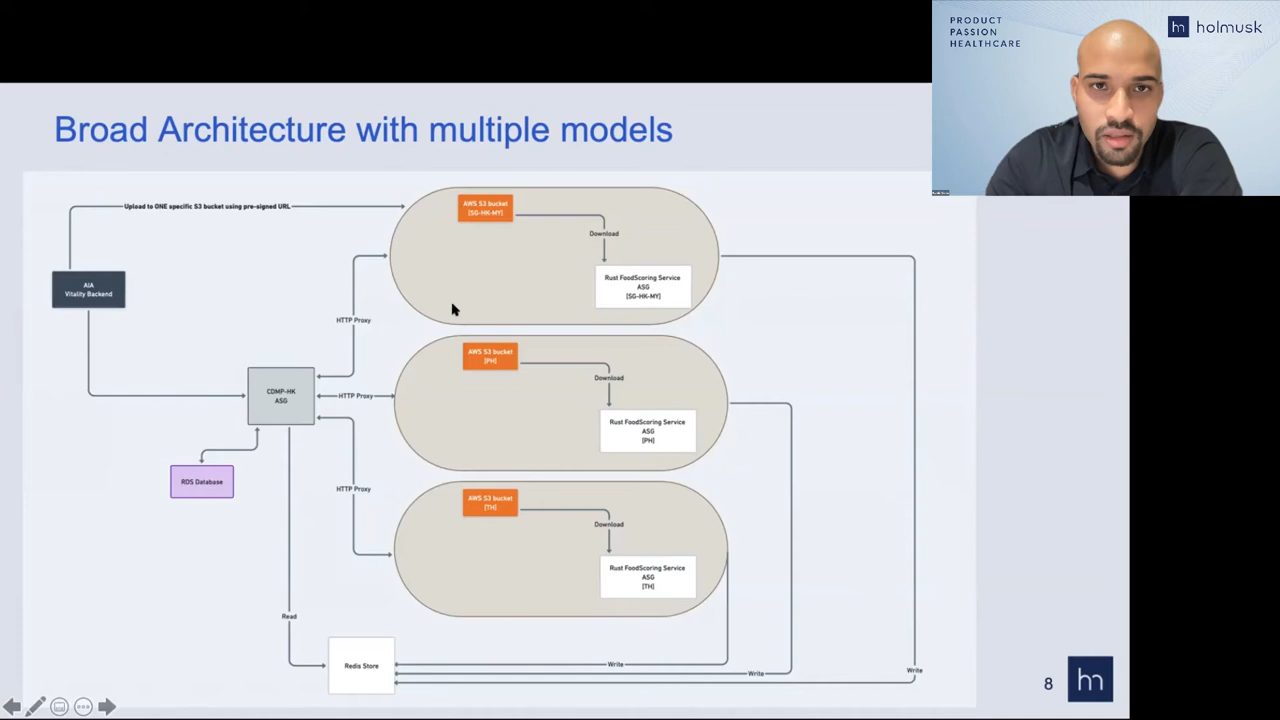 PRODUCT
PASSION
HEALTHCARE
hm holmusk
Broad Architecture with multiple models
Upload to ONE specific S3 bucket using pre-signed URL
AWS S3 bucket
[SG-HK-MY]
Download
Rust FoodScoring Service
ASG
[SG-HK-MY]
AIA
Vitality Backend
HTTP Proxy
AWS S3 bucket
[PH]
Download
Rust FoodScoring Service
ASG
[PH]
CDMP-HK
ASG
HTTP Proxy
RDS Database
HTTP Proxy
AWS S3 bucket
[TH]
Download
Rust FoodScoring Service
ASG
[TH]
Read
Redis Store
Write
Write
Write
8
hm